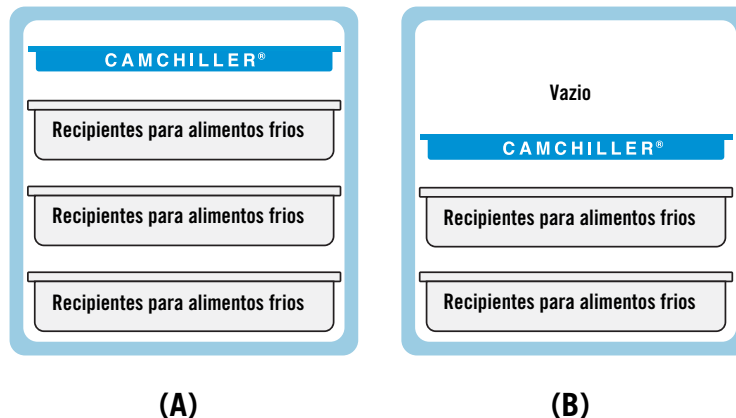 CAMCHILLER®
Recipientes para alimentos frios
Recipientes para alimentos frios
Recipientes para alimentos frios
(A)
Vazio
CAMCHILLER®
Recipientes para alimentos frios
Recipientes para alimentos frios
(B)